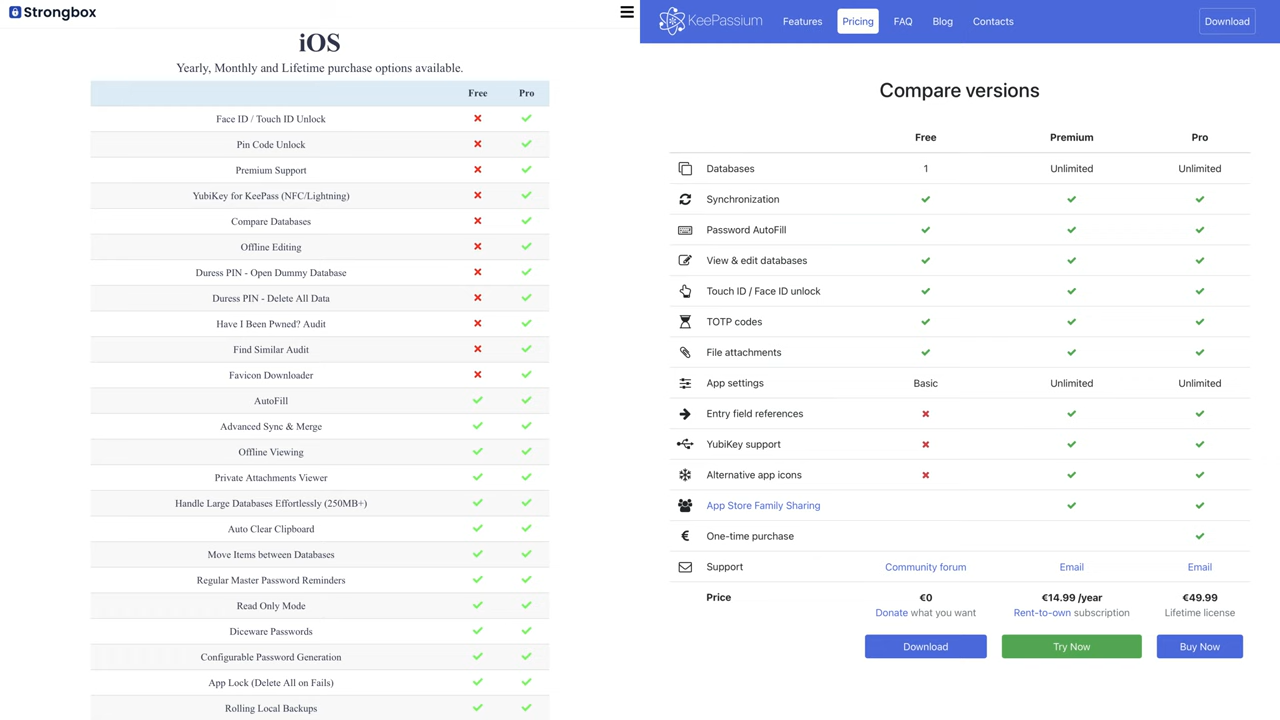 Strongbox
iOS
Yearly, Monthly and Lifetime purchase options available.
Free Pro
Face ID / Touch ID Unlock
Pin Code Unlock
Premium Support
YubiKey for KeePass (NFC/Lightning)
Compare Databases
Offline Editing
Duress PIN - Open Dummy Database
Duress PIN - Delete All Data
Have I Been Pwned? Audit
Find Similar Audit
Favicon Downloader
AutoFill
Advanced Sync & Merge
Offline Viewing
Private Attachments Viewer
Handle Large Databases Effortlessly (250MB+)
Auto Clear Clipboard
Move Items between Databases
Regular Master Password Reminders
Read Only Mode
Diceware Passwords
Configurable Password Generation
App Lock (Delete All on Fails)
Rolling Local Backups
KeePassium Features Pricing FAQ Blog Contacts Download
Compare versions
Free Premium Pro
Databases 1 Unlimited Unlimited
Synchronization
Password AutoFill
View & edit databases
Touch ID / Face ID unlock
TOTP codes
File attachments
App settings Basic Unlimited Unlimited
Entry field references
YubiKey support
Alternative app icons
App Store Family Sharing
€ One-time purchase
Support Community forum Email Email
Price €0 €14.99 /year €49.99
Donate what you want Rent-to-own subscription Lifetime license
Download Try Now Buy Now